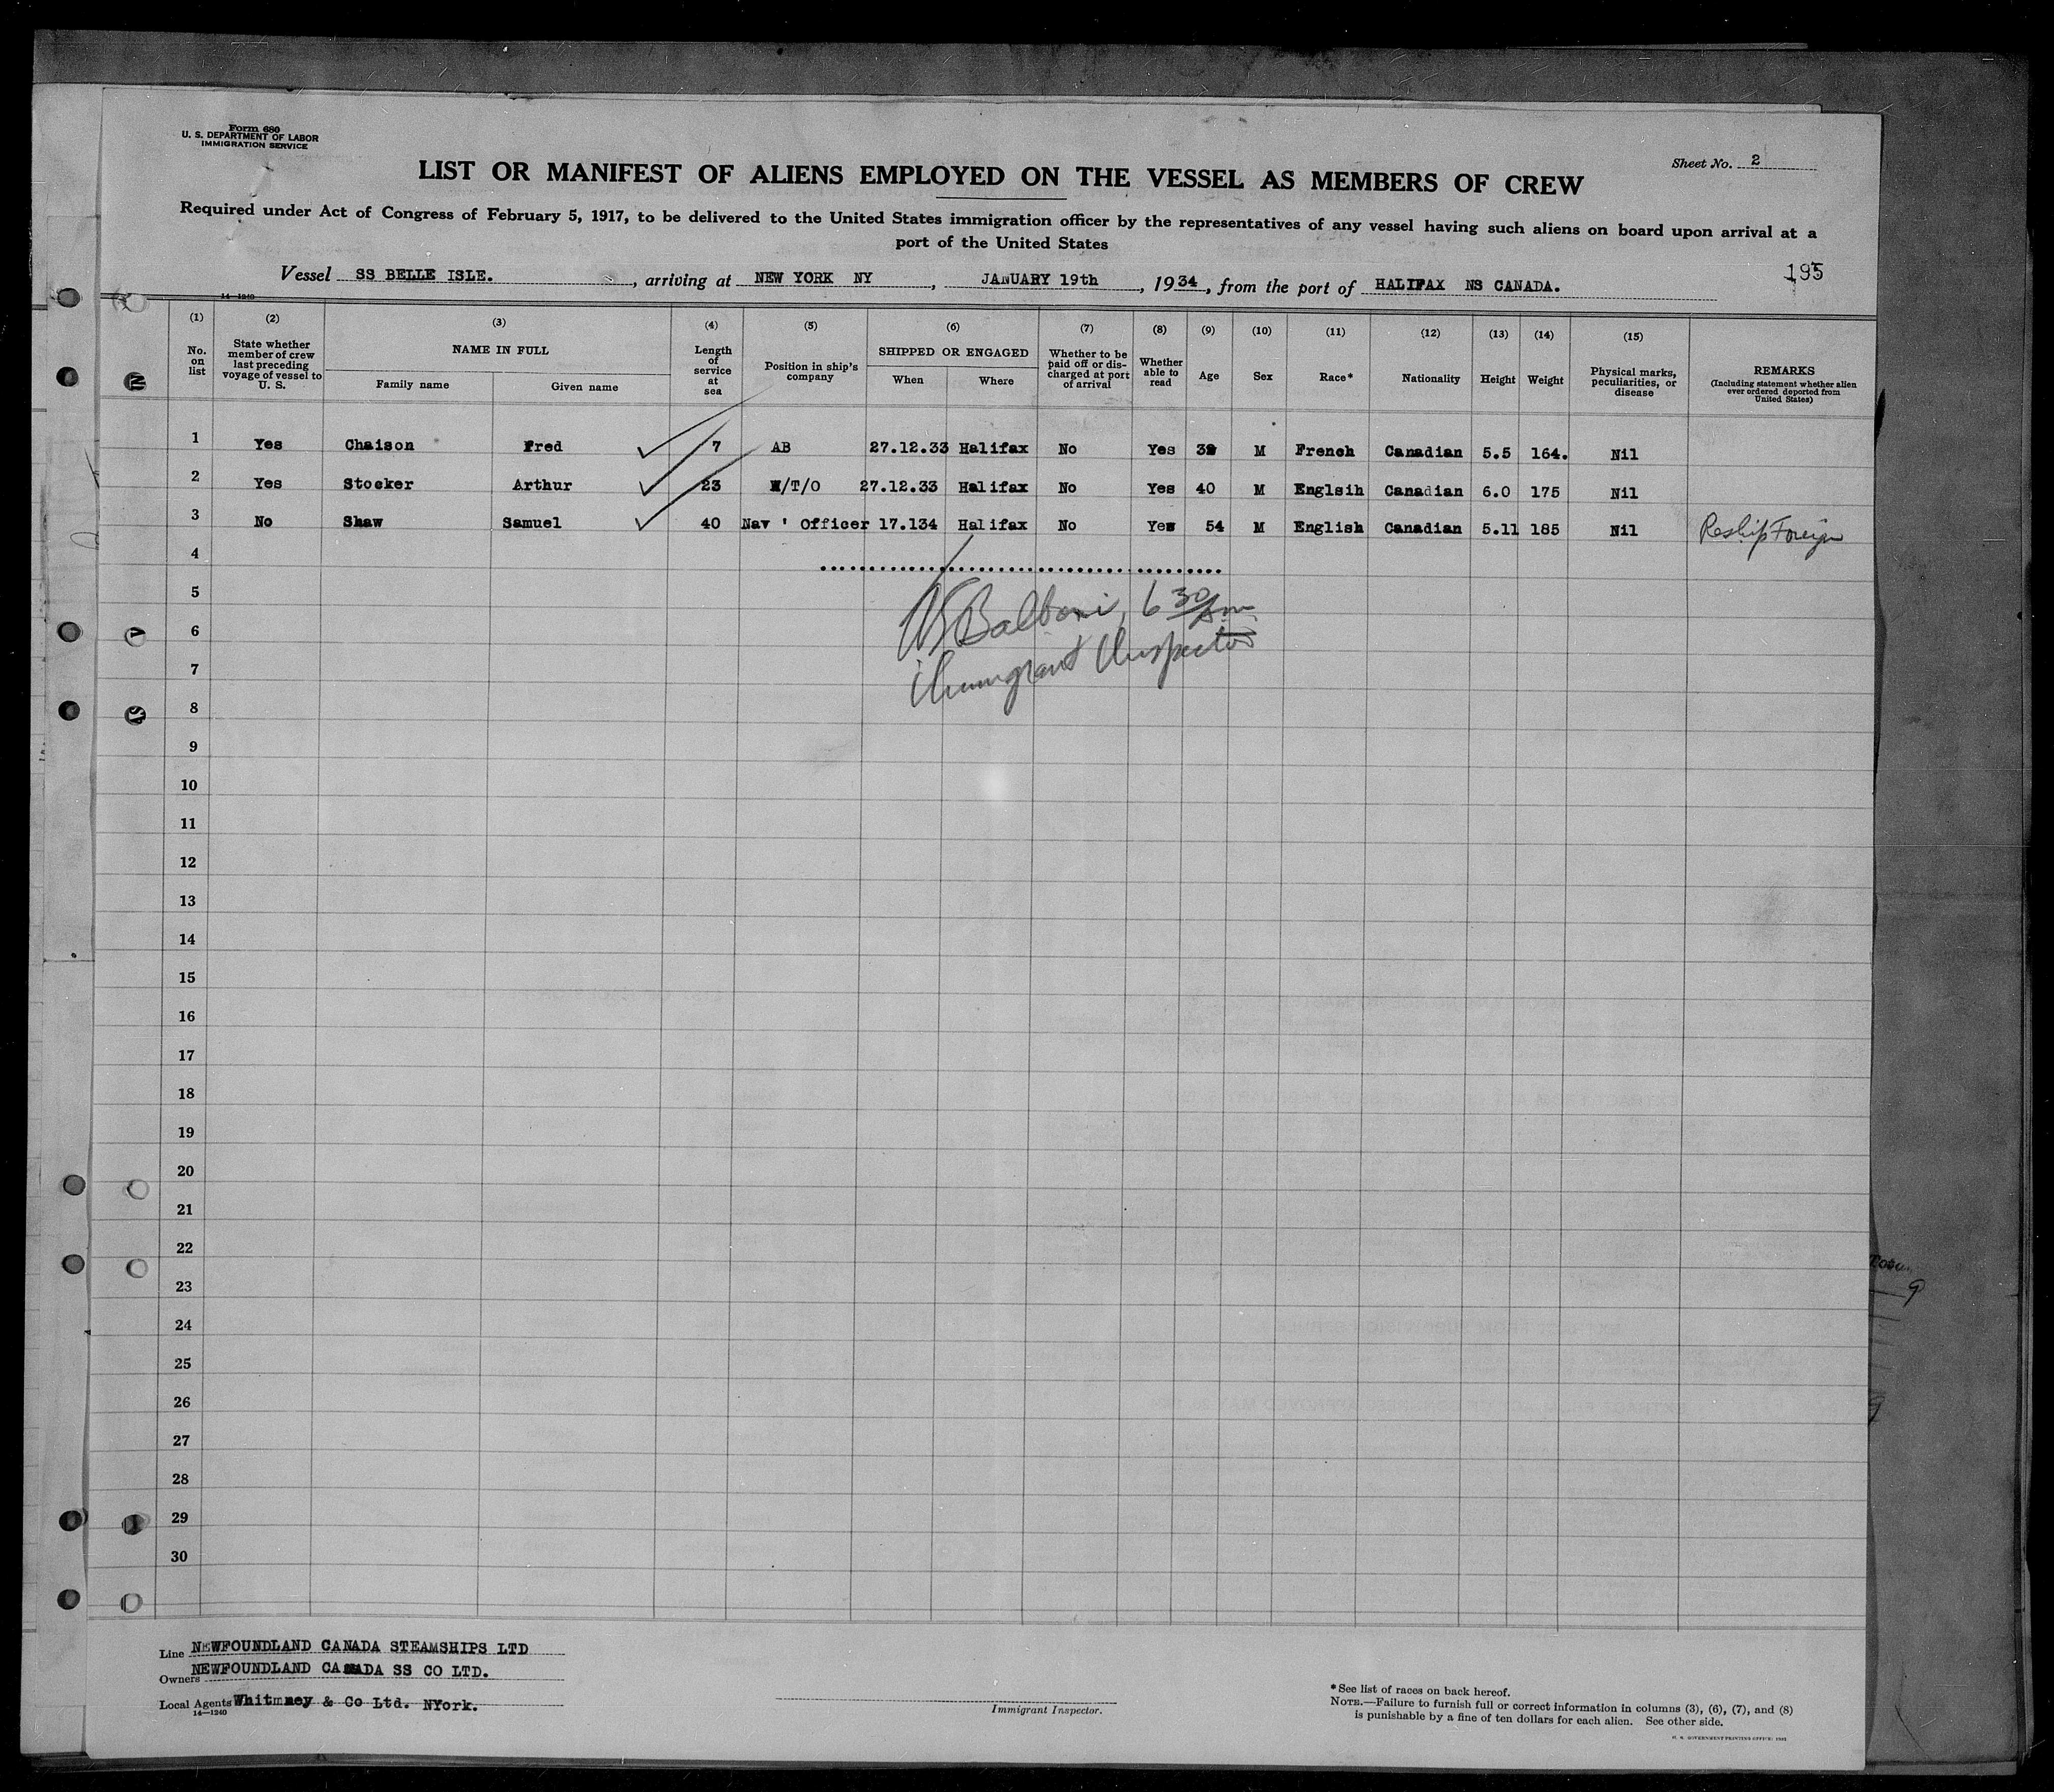 Form 680
U. S. DEPARTMENT OF LABOR
IMMIGRATION SERVICE
Sheet No. 2
LIST OR MANIFEST OF ALIENS EMPLOYED ON THE VESSEL AS MEMBERS OF CREW
Required under Act of Congress of February 5, 1917, to be delivered to the United States immigration officer by the representatives of any vessel having such aliens on board upon arrival at a
port of the United States
Vessel SS BELLE ISLE. , arriving at NEW YORK NY , JANUARY 19th , 1934, from the port of HALIFAX NS CANADA.
195
14—1240
(1) (2) (3) (4) (5) (6) (7) (8) (9) (10) (11) (12) (13) (14) (15)
No. on list
State whether member of crew last preceding voyage of vessel to U. S.
NAME IN FULL
Family name
Given name
Length of service at sea
Position in ship's company
SHIPPED OR ENGAGED
When
Where
Whether to be paid off or discharged at port of arrival
Whether able to read
Age
Sex
Race*
Nationality
Height
Weight
Physical marks, peculiarities, or disease
REMARKS
(Including statement whether alien ever ordered deported from United States)
1 Yes Chaison Fred 7 AB 27.12.33 Halifax No Yes M French Canadian 5.5 164. Nil
2 Yes Stocker Arthur 23 W/T/O 27.12.33 Halifax No Yes 40 M Englsih Canadian 6.0 175 Nil
3 No Shaw Samuel 40 Nav ' Officer 17.134 Halifax No Yes 54 M English Canadian 5.11 185 Nil Reship Foreign
4
5
Balboni, 6 30
6
Immigrant Inspector
7
8
9
10
11
12
13
14
15
16
17
18
19
20
21
22
23
24
25
26
27
28
29
30
Line NEWFOUNDLAND CANADA STEAMSHIPS LTD
Owners NEWFOUNDLAND CANADA SS CO LTD.
Local Agents Whitmney & Co Ltd. NYork.
14—1240
Immigrant Inspector.
*See list of races on back hereof.
NOTE.—Failure to furnish full or correct information in columns (3), (6), (7), and (8)
is punishable by a fine of ten dollars for each alien. See other side.